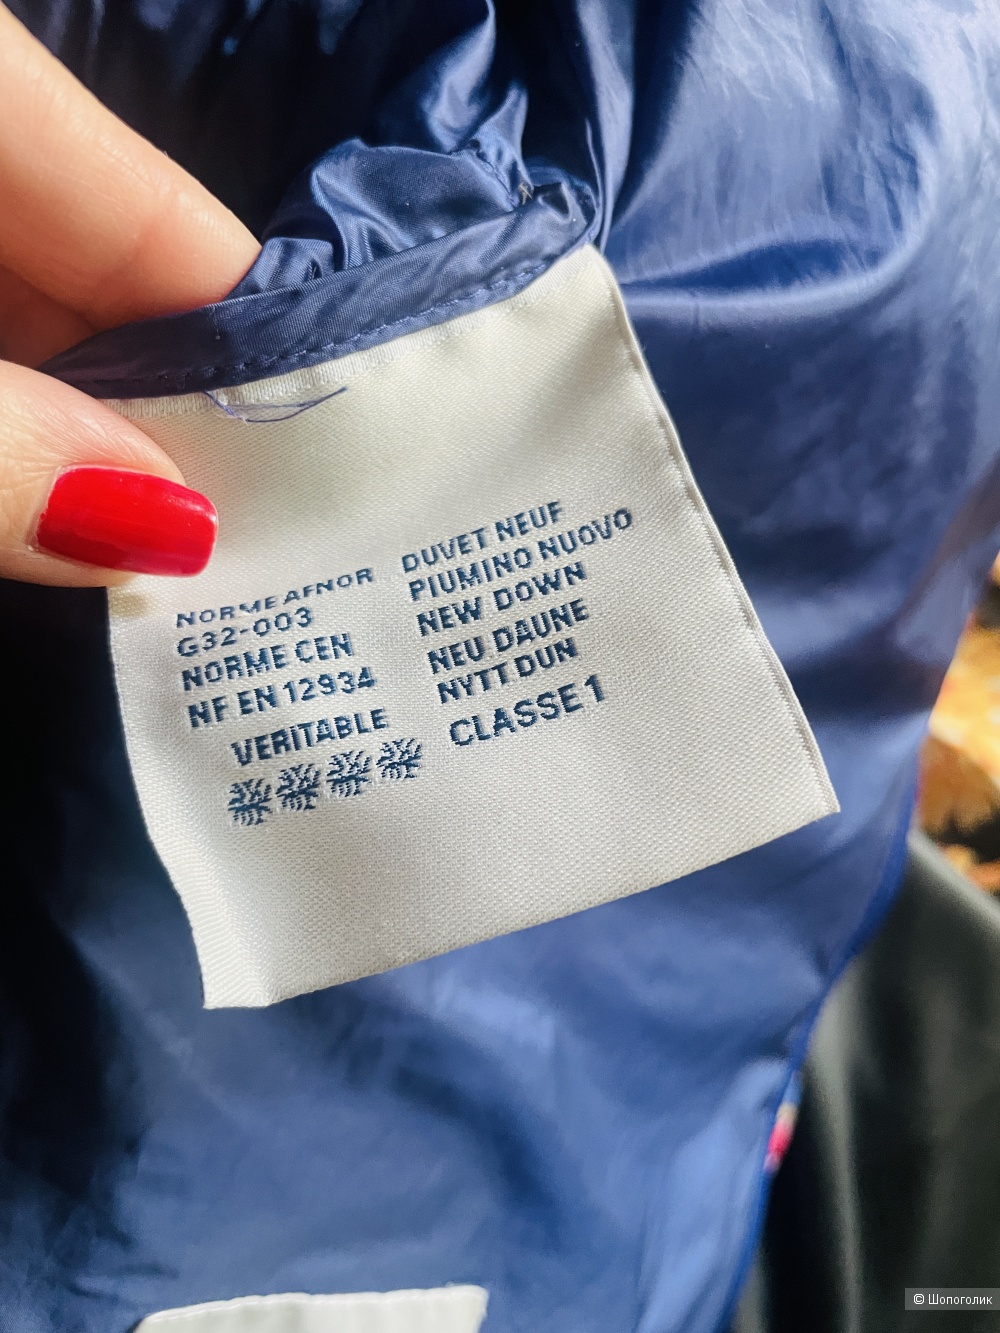 NORME AFNOR
G32-003
NORME CEN
NF EN 12934
VERITABLE
DUVET NEUF
PIUMINO NUOVO
NEW DOWN
NEU DAUNE
NYTT DUN
CLASSE 1
© Шопоголик